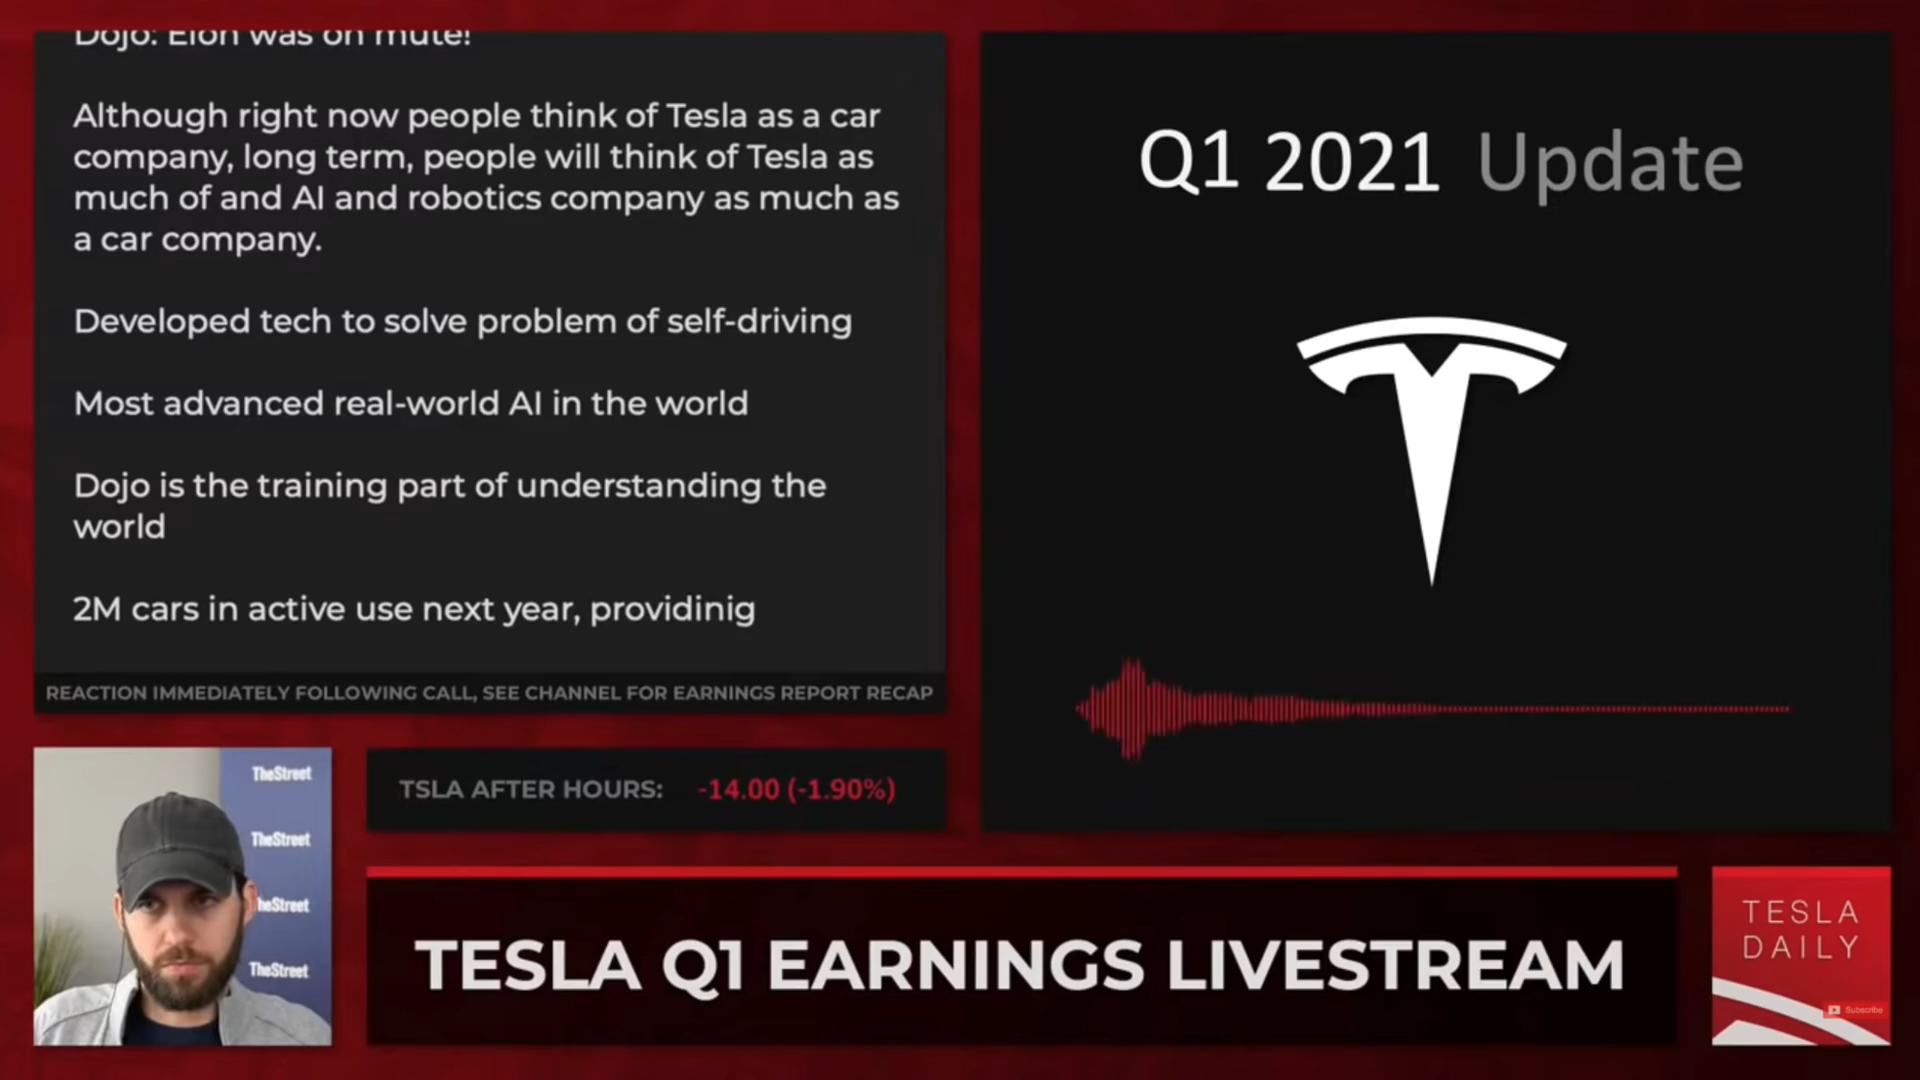 Dojo: Elon was on mute!
Although right now people think of Tesla as a car
company, long term, people will think of Tesla as
much of and AI and robotics company as much as
a car company.
Developed tech to solve problem of self-driving
Most advanced real-world AI in the world
Dojo is the training part of understanding the
world
2M cars in active use next year, providinig
REACTION IMMEDIATELY FOLLOWING CALL, SEE CHANNEL FOR EARNINGS REPORT RECAP
Q1 2021 Update
TheStreet
TheStreet
heStreet
TheStreet
TSLA AFTER HOURS: -14.00 (-1.90%)
TESLA Q1 EARNINGS LIVESTREAM
TESLA
DAILY
Subscribe